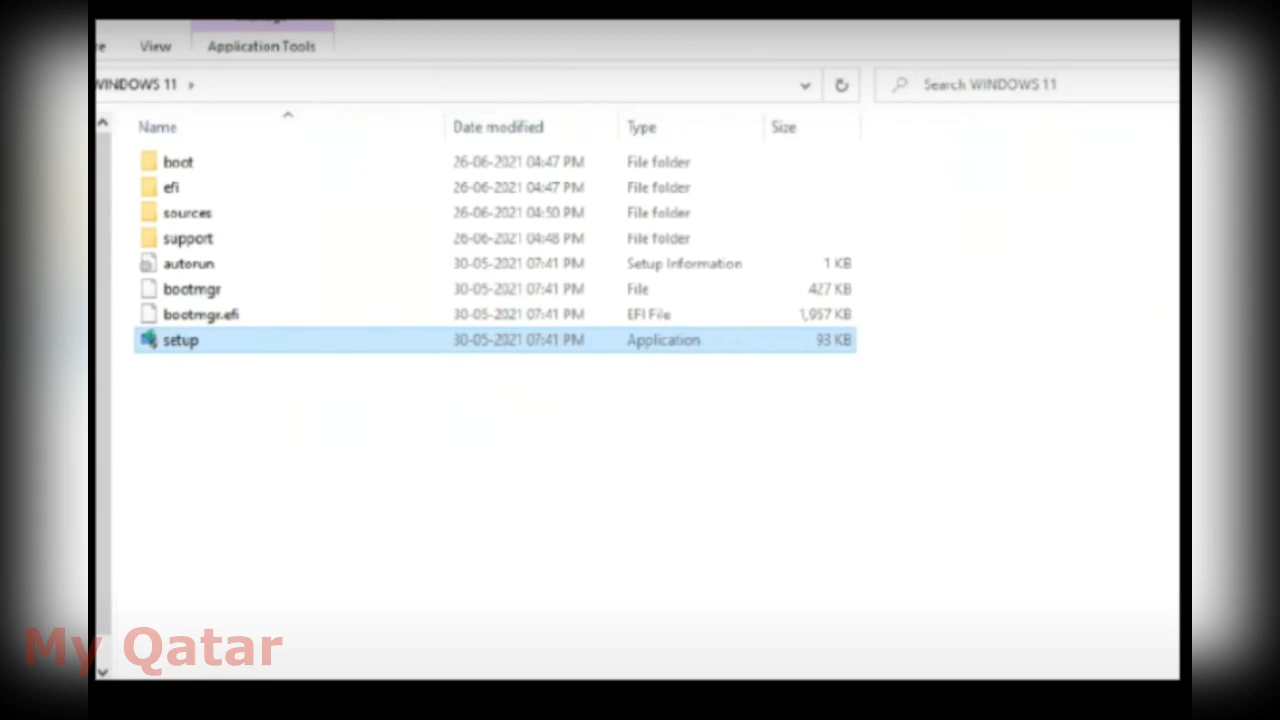 View Application Tools
WINDOWS 11 Search WINDOWS 11
Name Date modified Type Size
boot 26-06-2021 04:47 PM File folder
efi 26-06-2021 04:47 PM File folder
sources 26-06-2021 04:50 PM File folder
support 26-06-2021 04:48 PM File folder
autorun 30-05-2021 07:41 PM Setup Information 1 KB
bootmgr 30-05-2021 07:41 PM File 427 KB
bootmgr.efi 30-05-2021 07:41 PM EFI File 1,957 KB
setup 30-05-2021 07:41 PM Application 93 KB
My Qatar